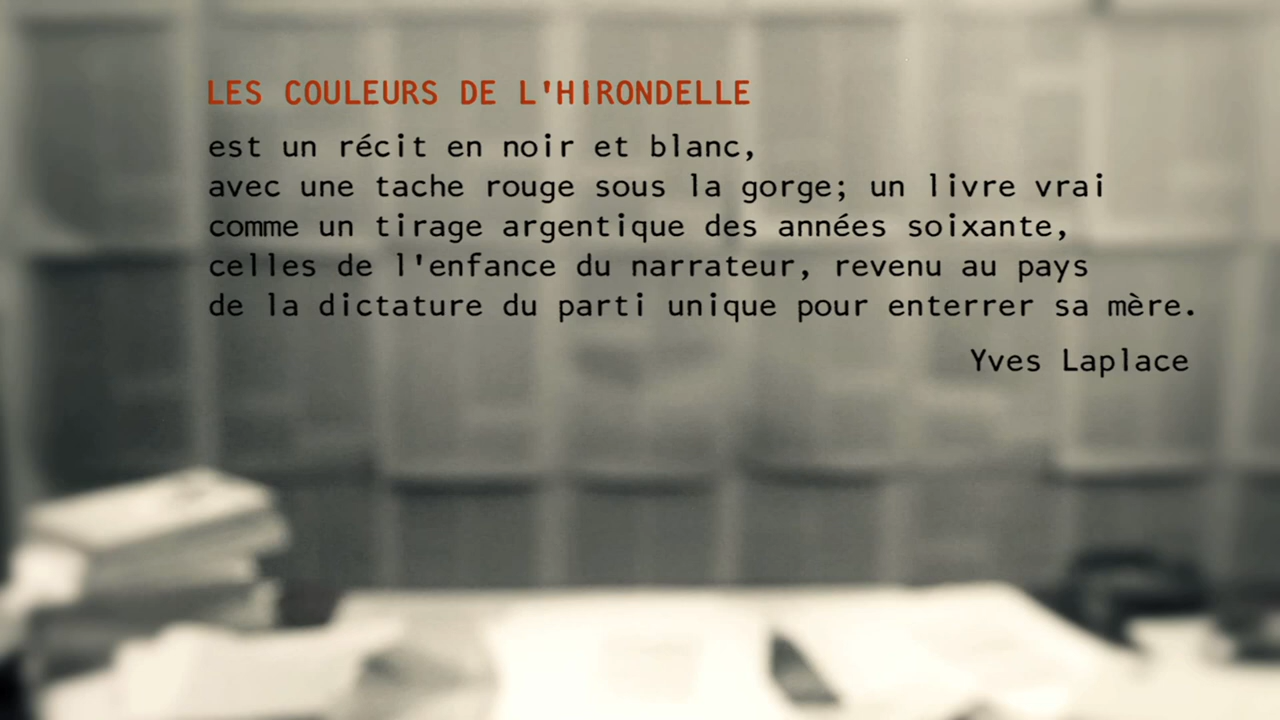 LES COULEURS DE L'HIRONDELLE
est un récit en noir et blanc,
avec une tache rouge sous la gorge; un livre vrai
comme un tirage argentique des années soixante,
celles de l'enfance du narrateur, revenu au pays
de la dictature du parti unique pour enterrer sa mère.
Yves Laplace